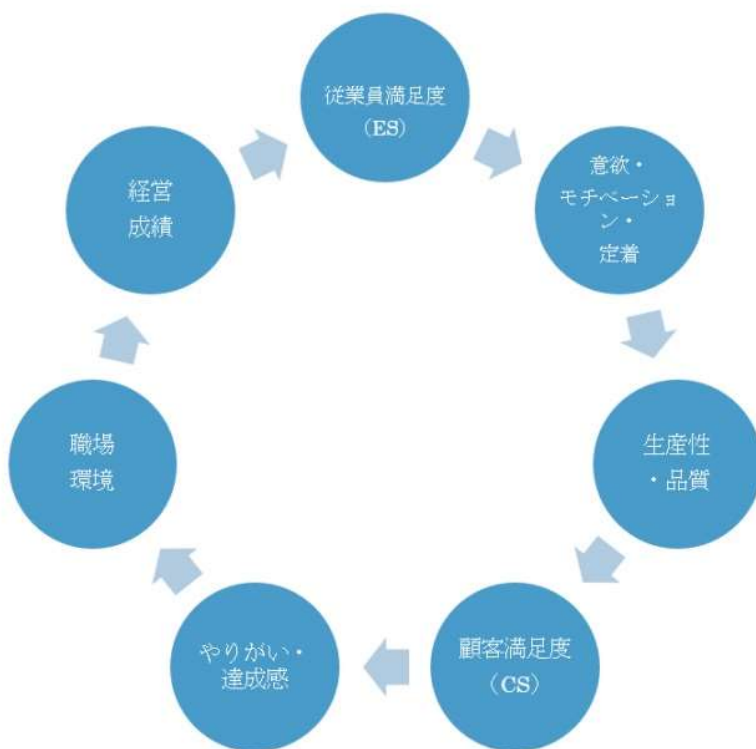 従業員満足度
（ES）
意欲・
モチベーショ
ン・
定着
生産性
・品質
顧客満足度
（CS）
やりがい・
達成感
職場
環境
経営
成績